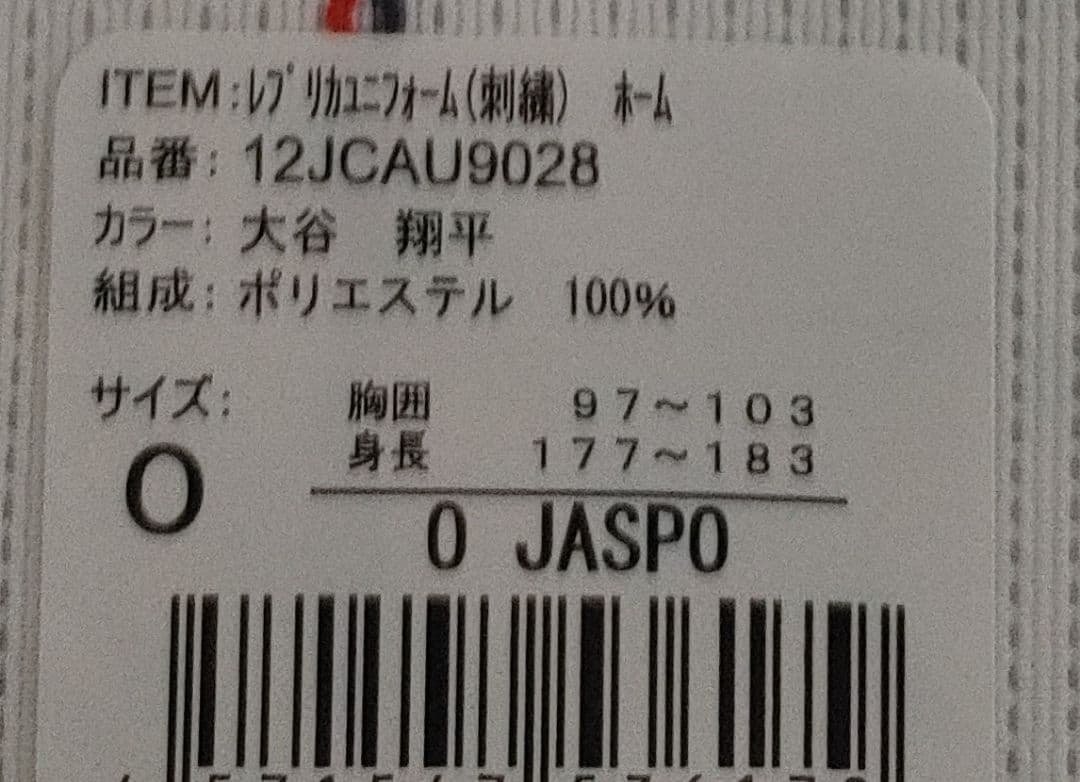 ITEM:ﾚﾌﾟﾘｶﾕﾆﾌｫｰﾑ(刺繍)　ﾎｰﾑ
品番: 12JCAU9028
カラー: 大谷　翔平
組成: ポリエステル　100%
サイズ:
胸囲　97～103
身長　177～183
O
O JASPO